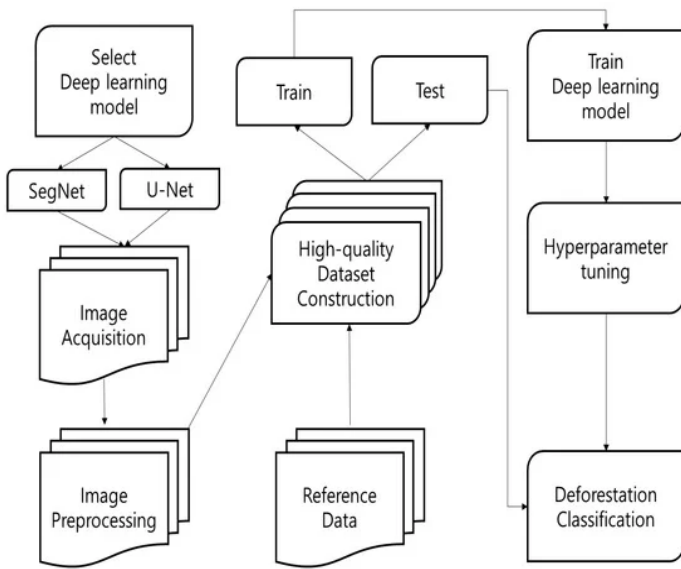 Select
Deep learning
model
SegNet
U-Net
Image
Acquisition
Image
Preprocessing
Train
Test
High-quality
Dataset
Construction
Reference
Data
Train
Deep learning
model
Hyperparameter
tuning
Deforestation
Classification